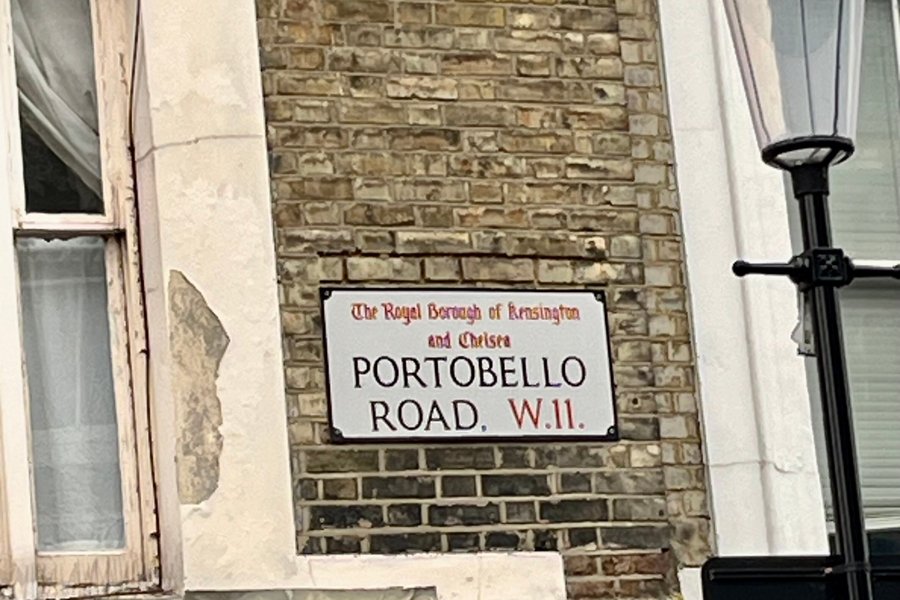 The Royal Borough of Kensington
and Chelsea
PORTOBELLO
ROAD, W.11.